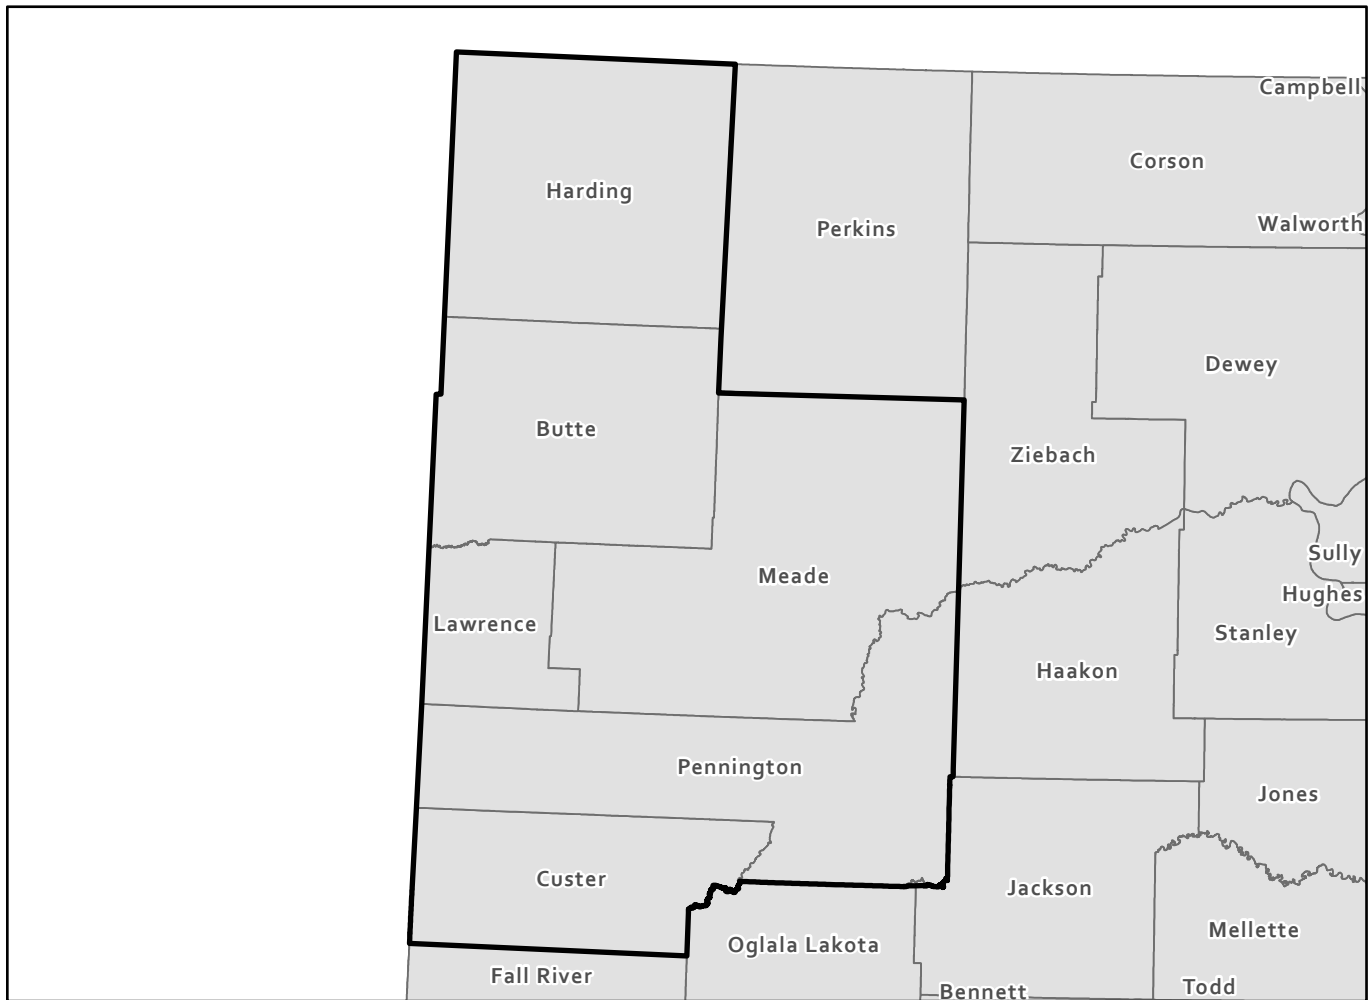 Campbell
Corson
Harding
Walworth
Perkins
Dewey
Butte
Ziebach
Sully
Meade
Hughes
Lawrence
Stanley
Haakon
Pennington
Jones
Custer
Jackson
Mellette
Oglala Lakota
Fall River
Todd
Bennett